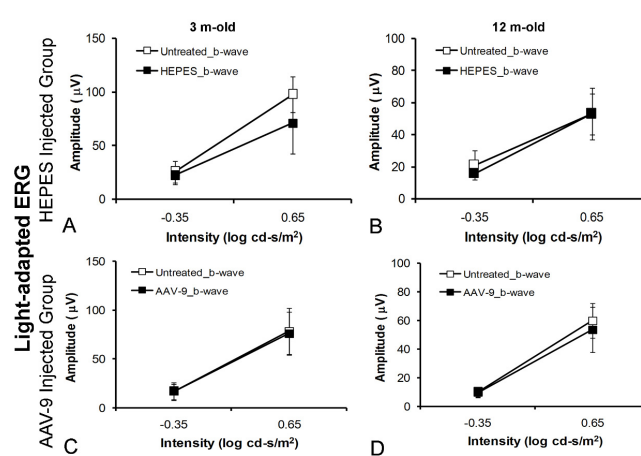 3 m-old
12 m-old
Light-adapted ERG
HEPES Injected Group
AAV-9 Injected Group
A
Amplitude ( μV)
150
100
50
0
Untreated_b-wave
HEPES_b-wave
-0.35
0.65
Intensity (log cd-s/m²)
B
Amplitude ( μV)
100
80
60
40
20
0
Untreated_b-wave
HEPES_b-wave
-0.35
0.65
Intensity (log cd-s/m²)
C
Amplitude ( μV)
150
100
50
0
Untreated_b-wave
AAV-9_b-wave
-0.35
0.65
Intensity (log cd-s/m²)
D
Amplitude ( μV)
100
80
60
40
20
0
Untreated_b-wave
AAV-9_b-wave
-0.35
0.65
Intensity (log cd-s/m²)